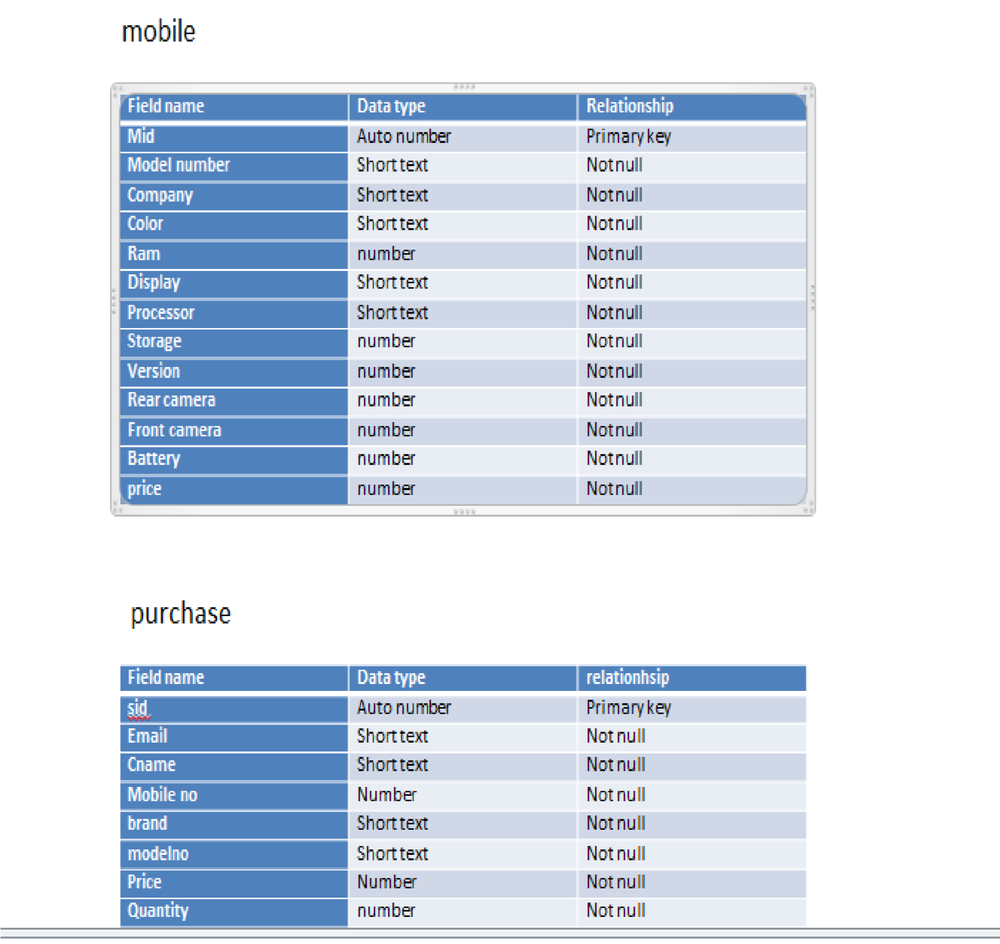 mobile
Field name Data type Relationship
Mid Auto number Primary key
Model number Short text Not null
Company Short text Not null
Color Short text Not null
Ram number Not null
Display Short text Not null
Processor Short text Not null
Storage number Not null
Version number Not null
Rear camera number Not null
Front camera number Not null
Battery number Not null
price number Not null
purchase
Field name Data type relationhsip
sid Auto number Primary key
Email Short text Not null
Cname Short text Not null
Mobile no Number Not null
brand Short text Not null
modelno Short text Not null
Price Number Not null
Quantity number Not null